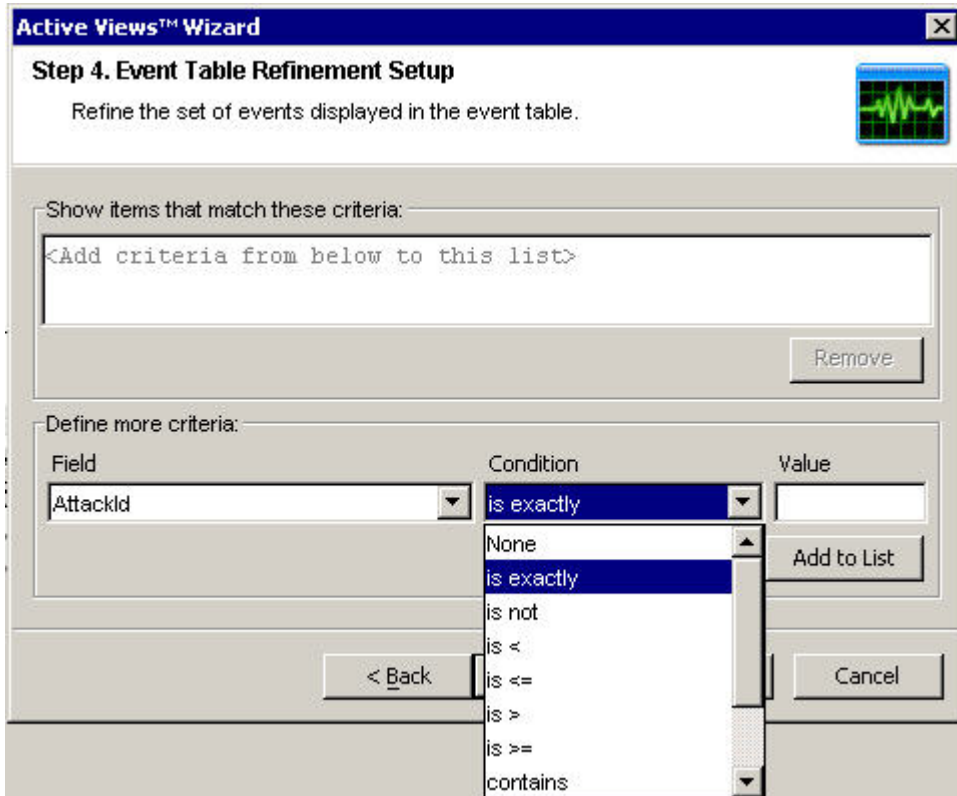 Active Views™ Wizard
Step 4. Event Table Refinement Setup
Refine the set of events displayed in the event table.
Show items that match these criteria:
<Add criteria from below to this list>
Remove
Define more criteria:
Field Condition Value
AttackId is exactly
None
is exactly
is not
is <
is <=
is >
is >=
contains
Add to List
< Back
Cancel